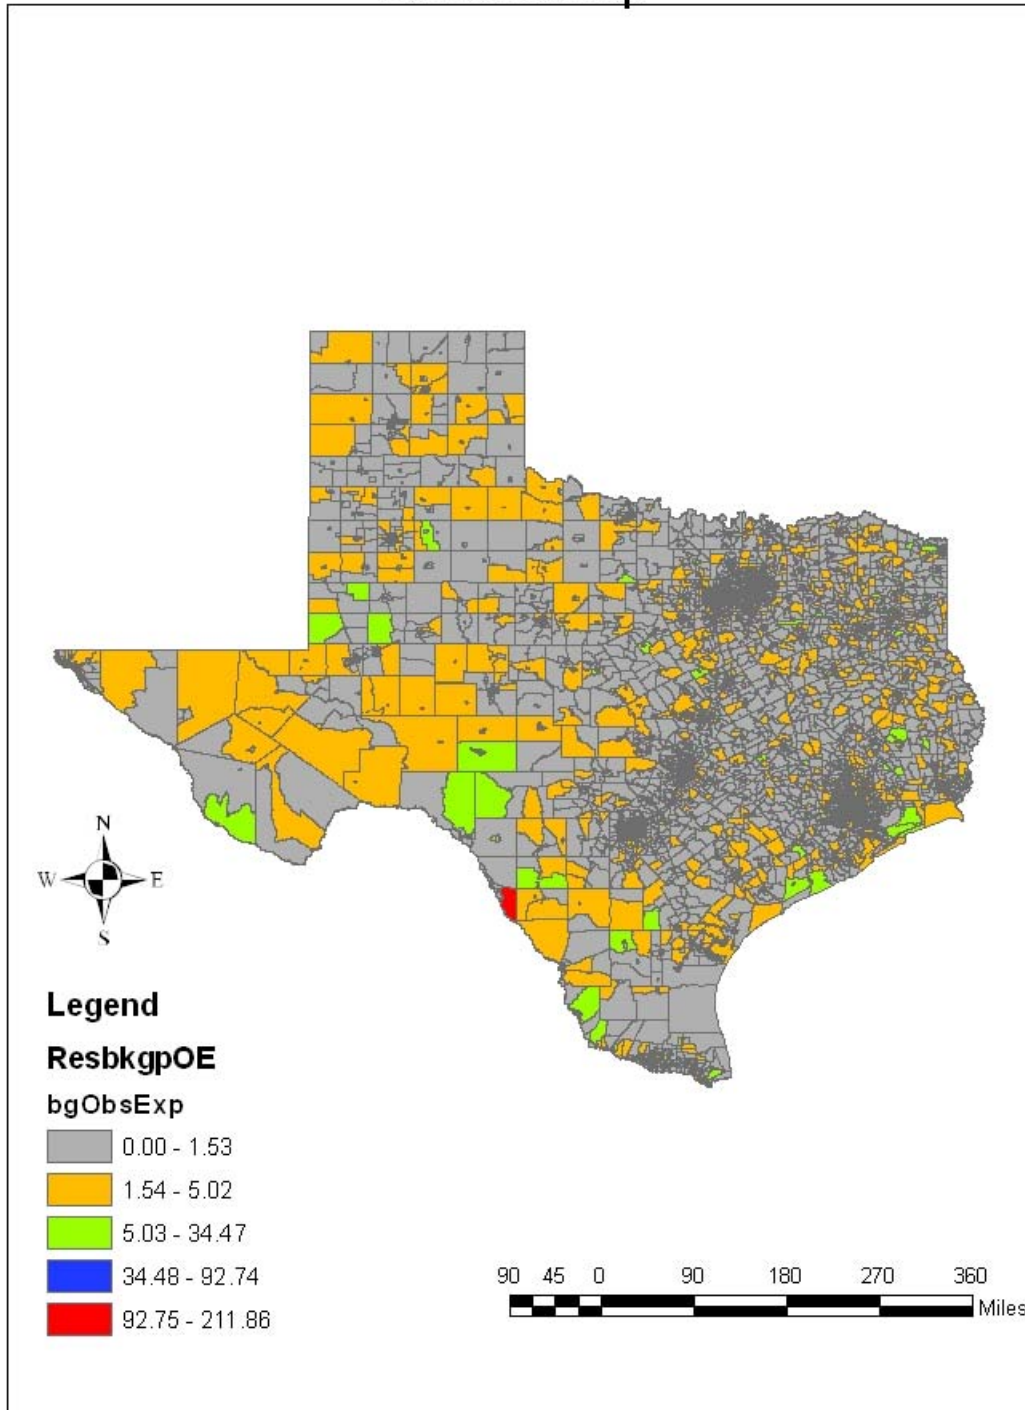 N
W E
S
Legend
ResbkgpOE
bgObsExp
0.00 - 1.53
1.54 - 5.02
5.03 - 34.47
34.48 - 92.74
92.75 - 211.86
90 45 0 90 180 270 360
Miles